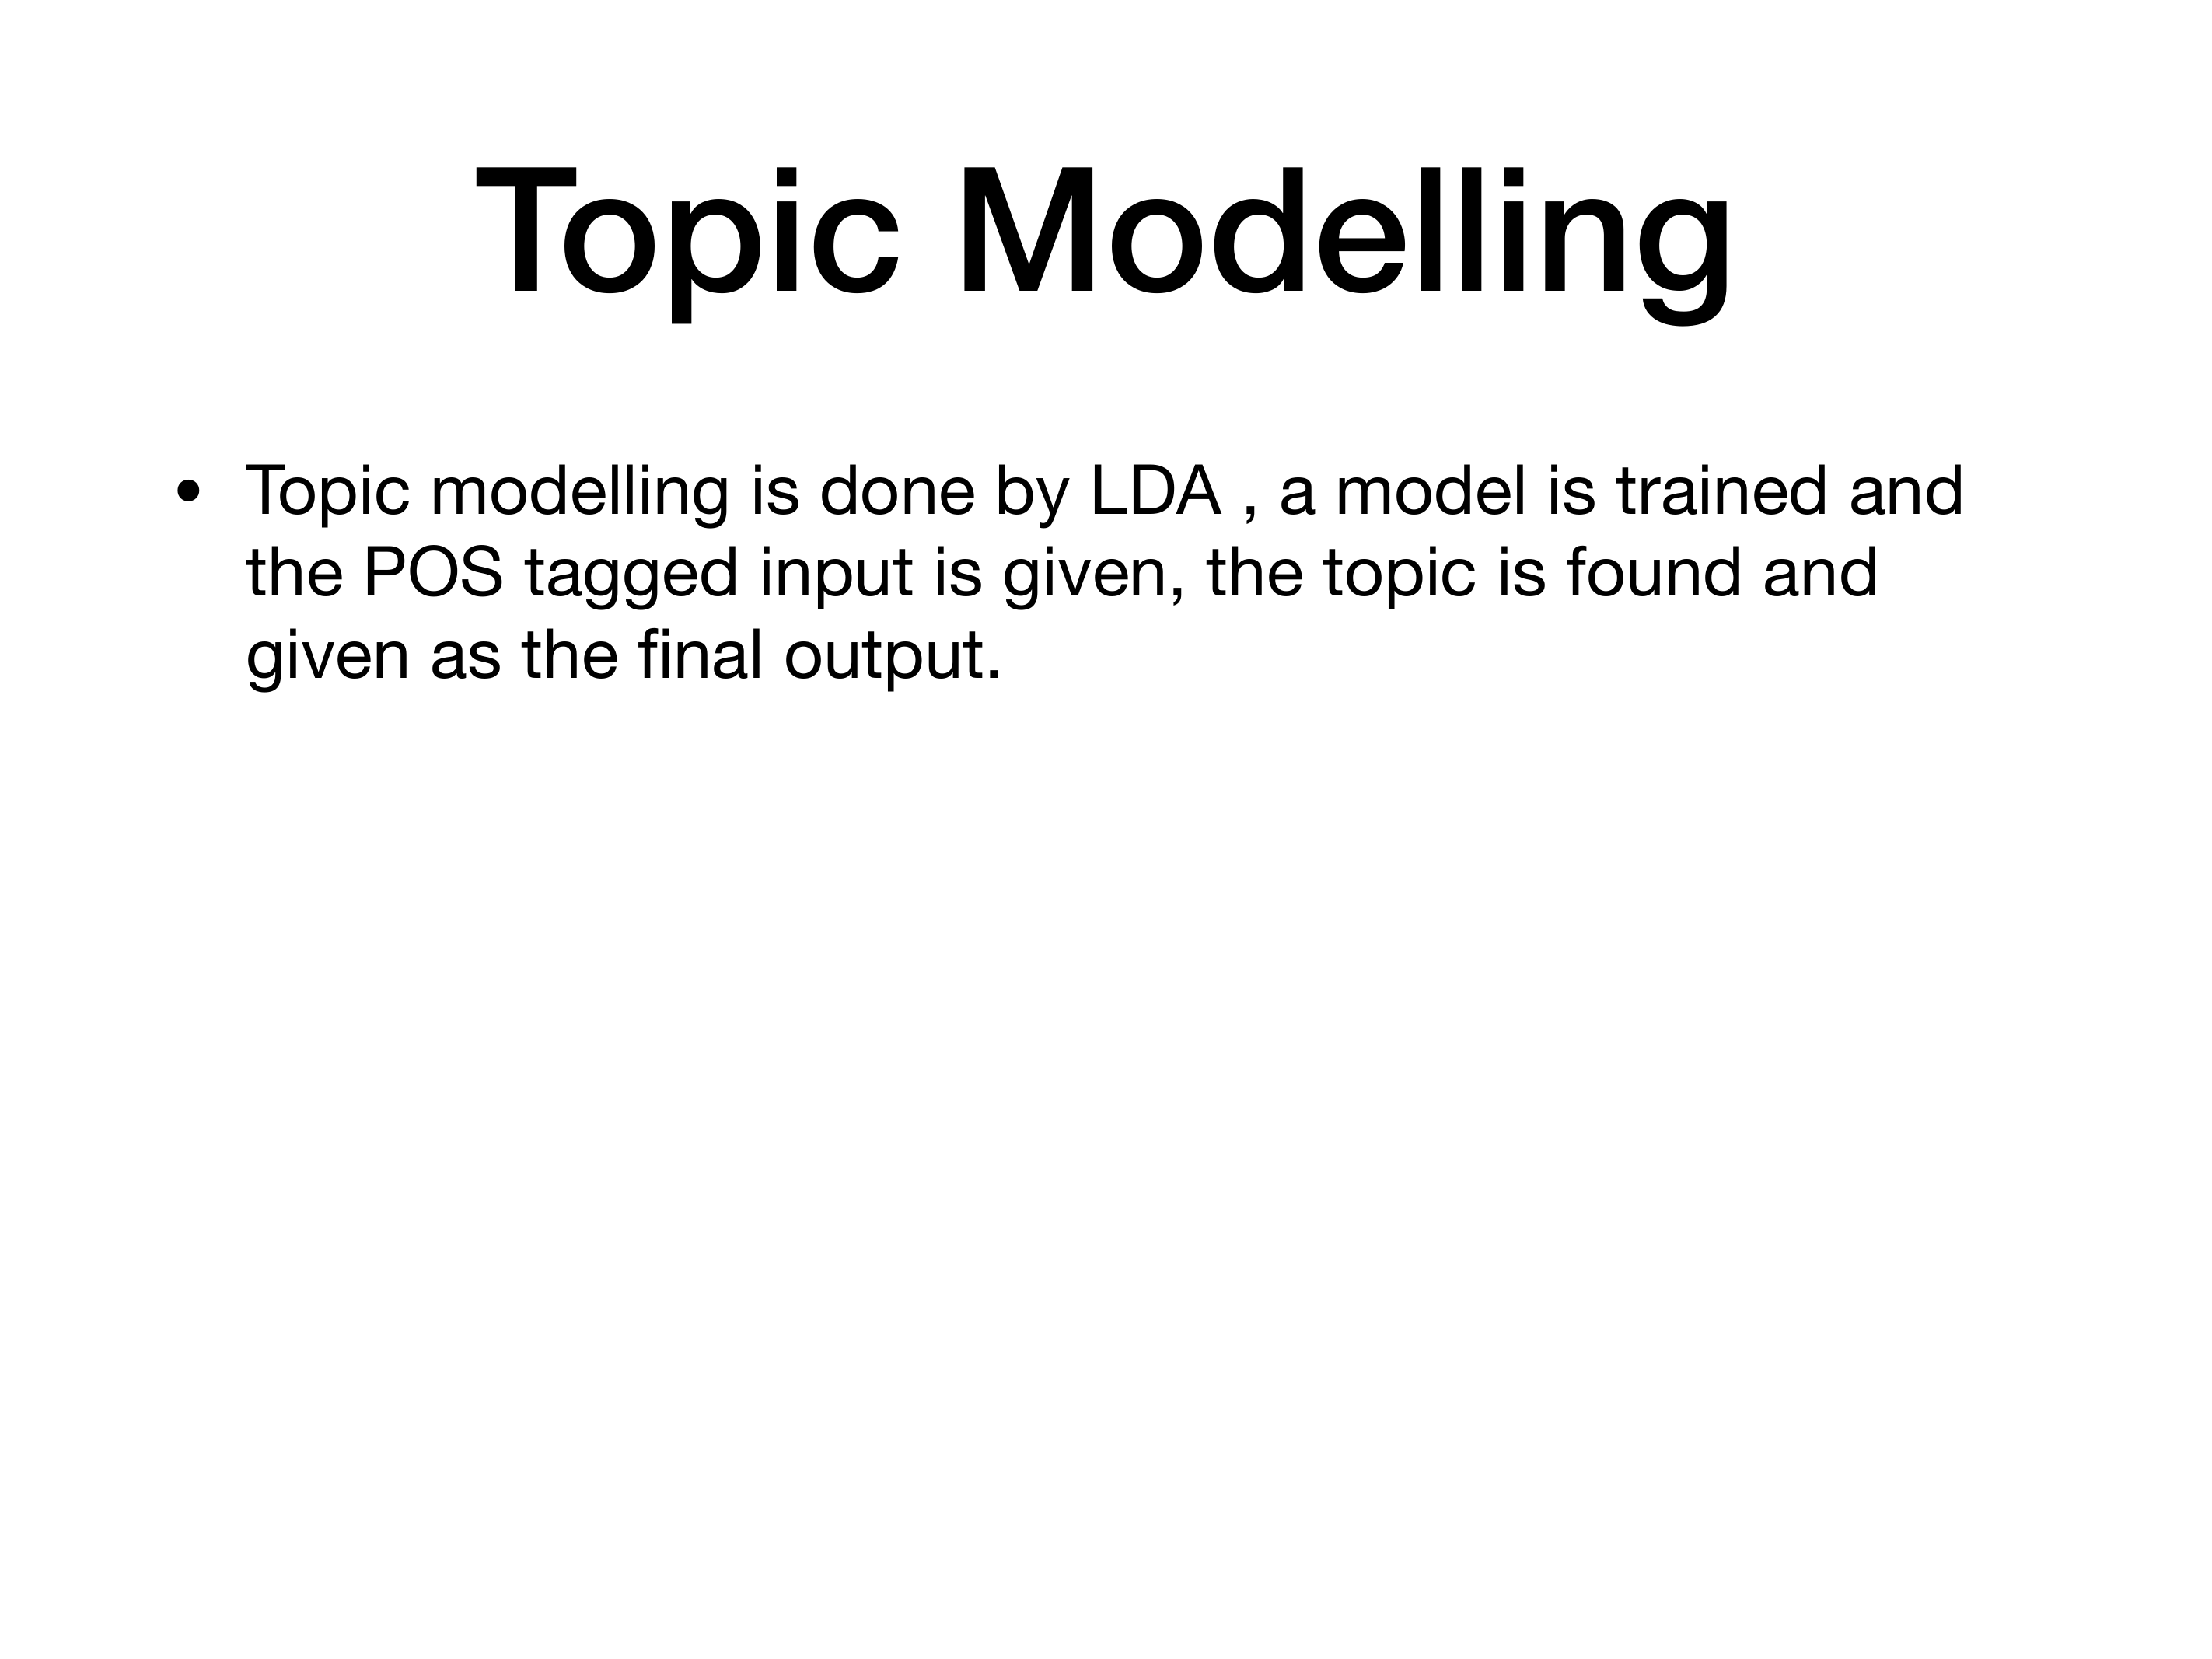 Topic Modelling
• Topic modelling is done by LDA , a model is trained and
the POS tagged input is given, the topic is found and
given as the final output.